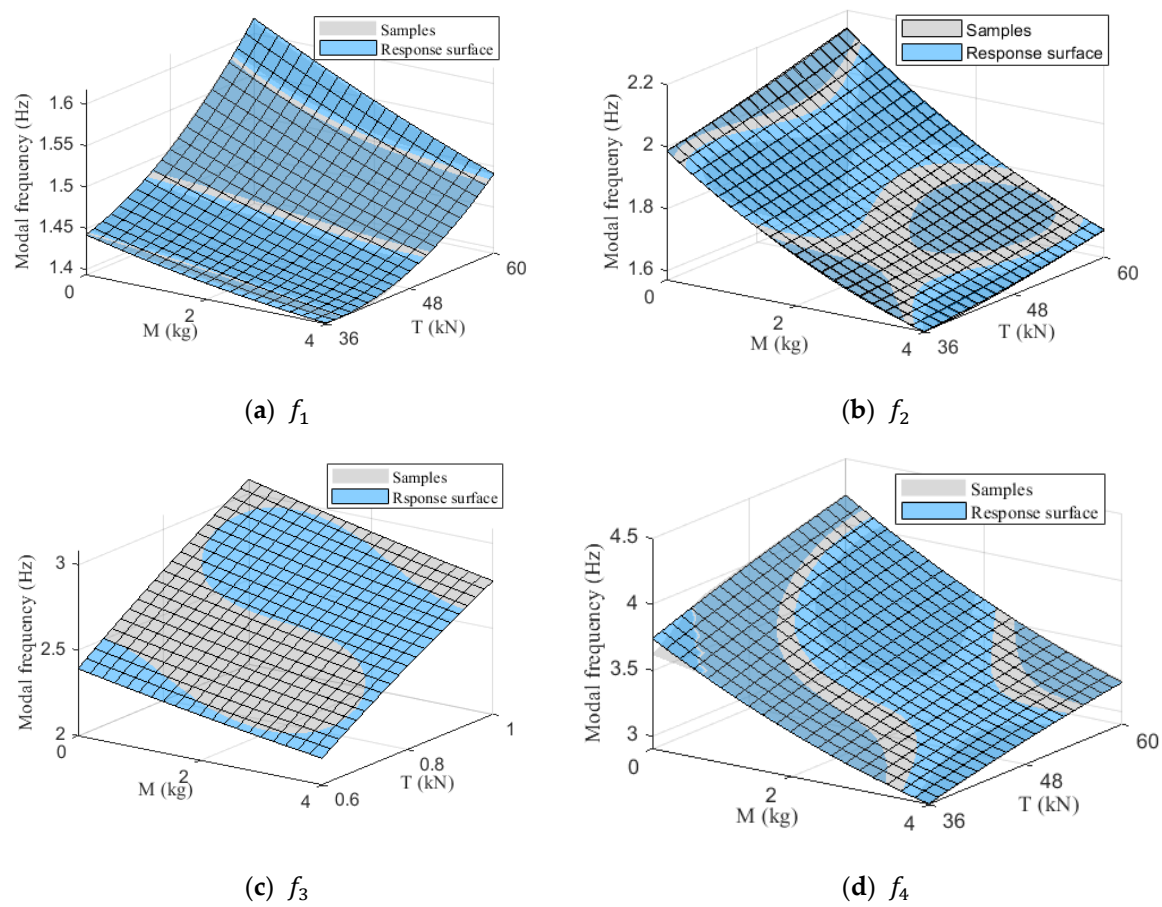 Samples
Response surface
Modal frequency (Hz)
1.6
1.55
1.5
1.45
1.4
0
2
4
M (kg)
36
48
60
T (kN)
(a) f₁
Samples
Response surface
Modal frequeny (Hz)
2.2
2
1.8
1.6
0
2
4
M (kg)
36
48
60
T (kN)
(b) f₂
Samples
Rsponse surface
Modal frequency (Hz)
3
2.5
2
0
2
4
M (kg)
0.6
0.8
1
T (kN)
(c) f₃
Samples
Response surface
Modal frequency (Hz)
4.5
4
3.5
3
0
2
4
M (kg)
36
48
60
T (kN)
(d) f₄